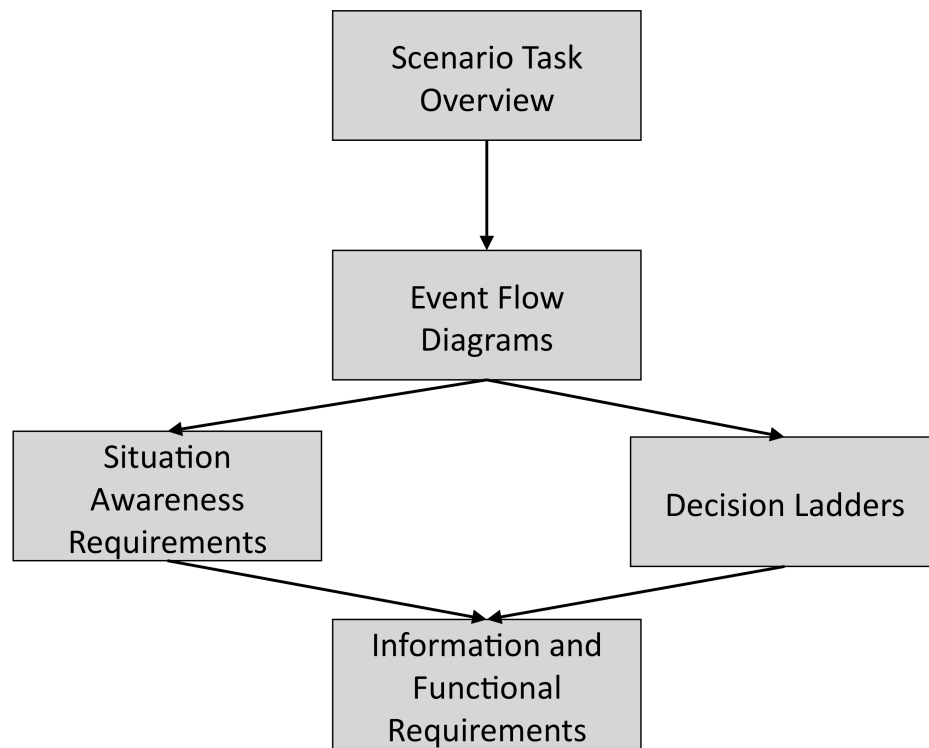 Scenario Task
Overview
Event Flow
Diagrams
Situation
Awareness
Requirements
Decision Ladders
Information and
Functional
Requirements